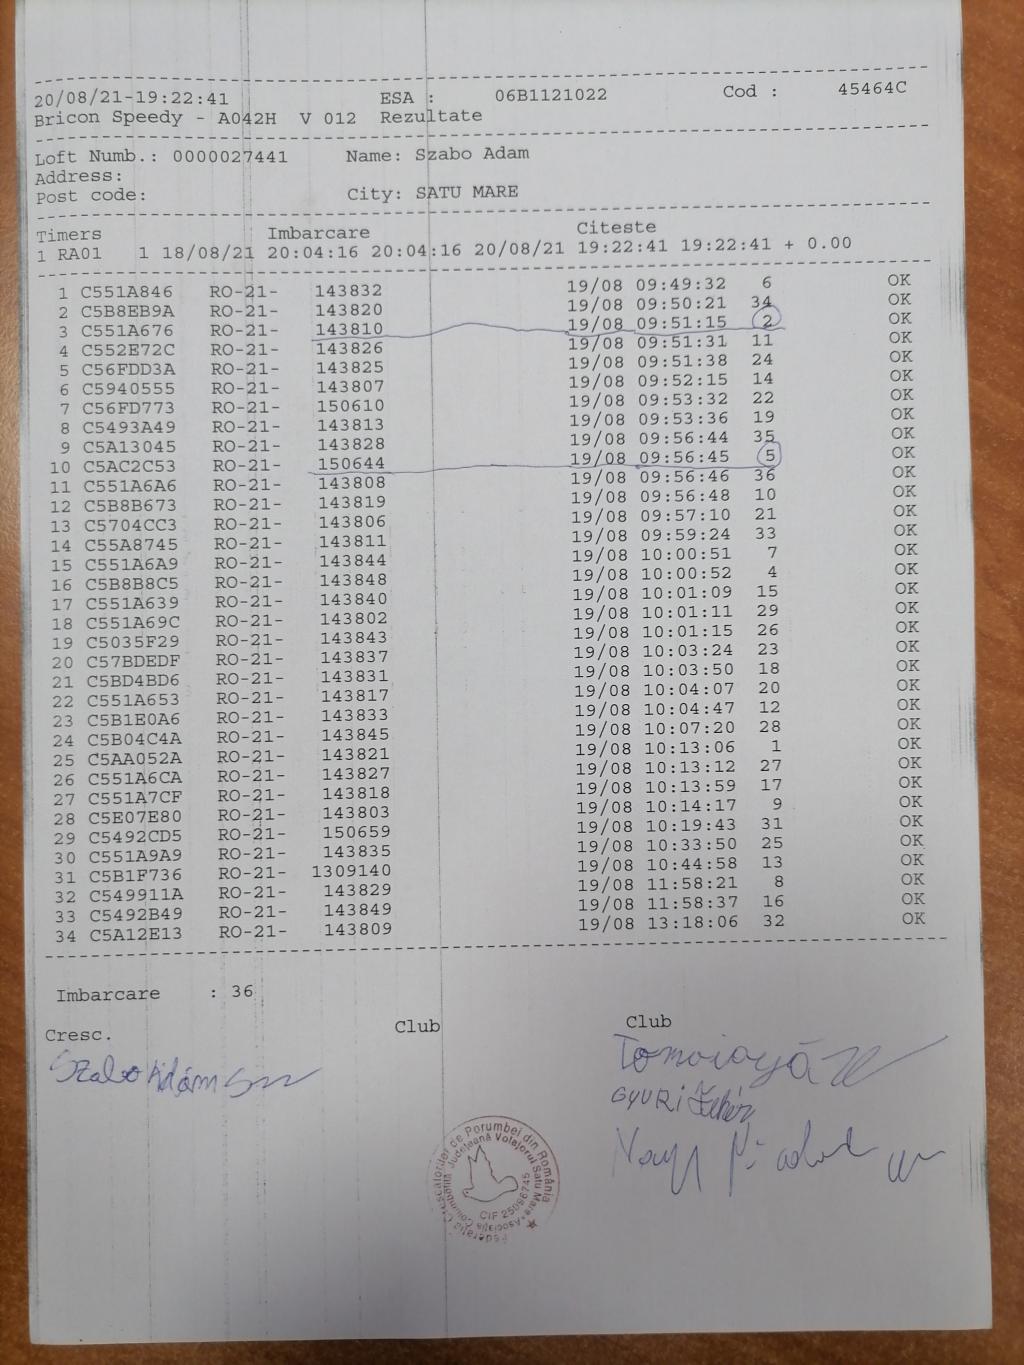 20/08/21-19:22:41 ESA : 06B1121022 Cod : 45464C
Bricon Speedy - A042H V 012 Rezultate
Loft Numb.: 0000027441 Name: Szabo Adam
Address:
Post code: City: SATU MARE
Timers Imbarcare Citeste
1 RA01 1 18/08/21 20:04:16 20:04:16 20/08/21 19:22:41 19:22:41 + 0.00
1 C551A846 RO-21- 143832 19/08 09:49:32 6 OK
2 C5B8EB9A RO-21- 143820 19/08 09:50:21 34 OK
3 C551A676 RO-21- 143810 19/08 09:51:15 2 OK
4 C552E72C RO-21- 143826 19/08 09:51:31 11 OK
5 C56FDD3A RO-21- 143825 19/08 09:51:38 24 OK
6 C5940555 RO-21- 143807 19/08 09:52:15 14 OK
7 C56FD773 RO-21- 150610 19/08 09:53:32 22 OK
8 C5493A49 RO-21- 143813 19/08 09:53:36 19 OK
9 C5A13045 RO-21- 143828 19/08 09:56:44 35 OK
10 C5AC2C53 RO-21- 150644 19/08 09:56:45 5 OK
11 C551A6A6 RO-21- 143808 19/08 09:56:46 36 OK
12 C5B8B673 RO-21- 143819 19/08 09:56:48 10 OK
13 C5704CC3 RO-21- 143806 19/08 09:57:10 21 OK
14 C55A8745 RO-21- 143811 19/08 09:59:24 33 OK
15 C551A6A9 RO-21- 143844 19/08 10:00:51 7 OK
16 C5B8B8C5 RO-21- 143848 19/08 10:00:52 4 OK
17 C551A639 RO-21- 143840 19/08 10:01:09 15 OK
18 C551A69C RO-21- 143802 19/08 10:01:11 29 OK
19 C5035F29 RO-21- 143843 19/08 10:01:15 26 OK
20 C57BDEDF RO-21- 143837 19/08 10:03:24 23 OK
21 C5BD4BD6 RO-21- 143831 19/08 10:03:50 18 OK
22 C551A653 RO-21- 143817 19/08 10:04:07 20 OK
23 C5B1E0A6 RO-21- 143833 19/08 10:04:47 12 OK
24 C5B04C4A RO-21- 143845 19/08 10:07:20 28 OK
25 C5AA052A RO-21- 143821 19/08 10:13:06 1 OK
26 C551A6CA RO-21- 143827 19/08 10:13:12 27 OK
27 C551A7CF RO-21- 143818 19/08 10:13:59 17 OK
28 C5E07E80 RO-21- 143803 19/08 10:14:17 9 OK
29 C5492CD5 RO-21- 150659 19/08 10:19:43 31 OK
30 C551A9A9 RO-21- 143835 19/08 10:33:50 25 OK
31 C5B1F736 RO-21- 1309140 19/08 10:44:58 13 OK
32 C549911A RO-21- 143829 19/08 11:58:21 8 OK
33 C5492B49 RO-21- 143849 19/08 11:58:37 16 OK
34 C5A12E13 RO-21- 143809 19/08 13:18:06 32 OK
Imbarcare : 36
Cresc. Club Club
Szabo Adám
GYURI Fehér
Nagy
Federația Crescătorilor de Porumbei din România
Asociația Columbofilă Județeană Voiajorul Satu Mare
CIF 25096745